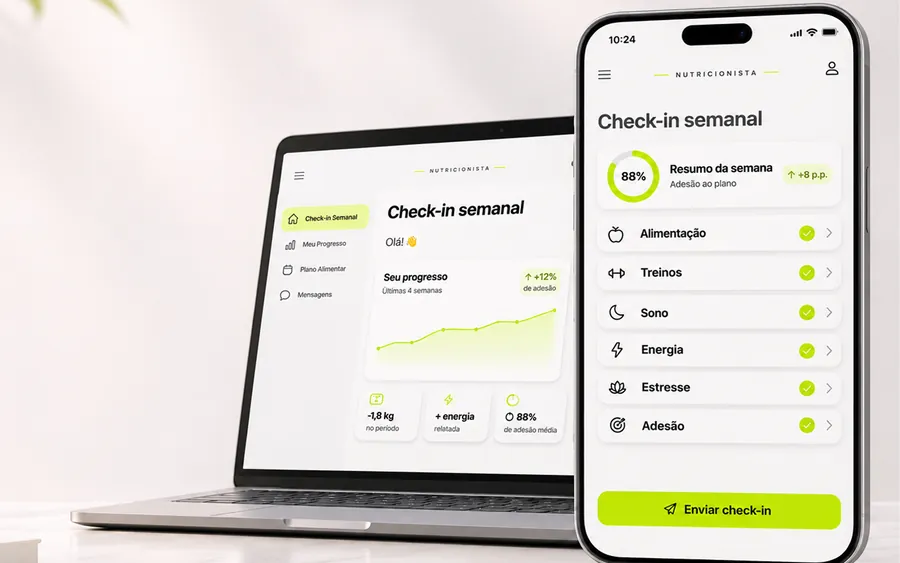 NUTRICIONISTA
Check-in Semanal
Meu Progresso
Plano Alimentar
Mensagens
Check-in semanal
Olá! 👋
Seu progresso
Últimas 4 semanas
↑ +12%
de adesão
-1,8 kg
no período
+ energia
relatada
88%
de adesão média
10:24
NUTRICIONISTA
Check-in semanal
88%
Resumo da semana
Adesão ao plano
↑ +8 p.p.
Alimentação
Treinos
Sono
Energia
Estresse
Adesão
Enviar check-in